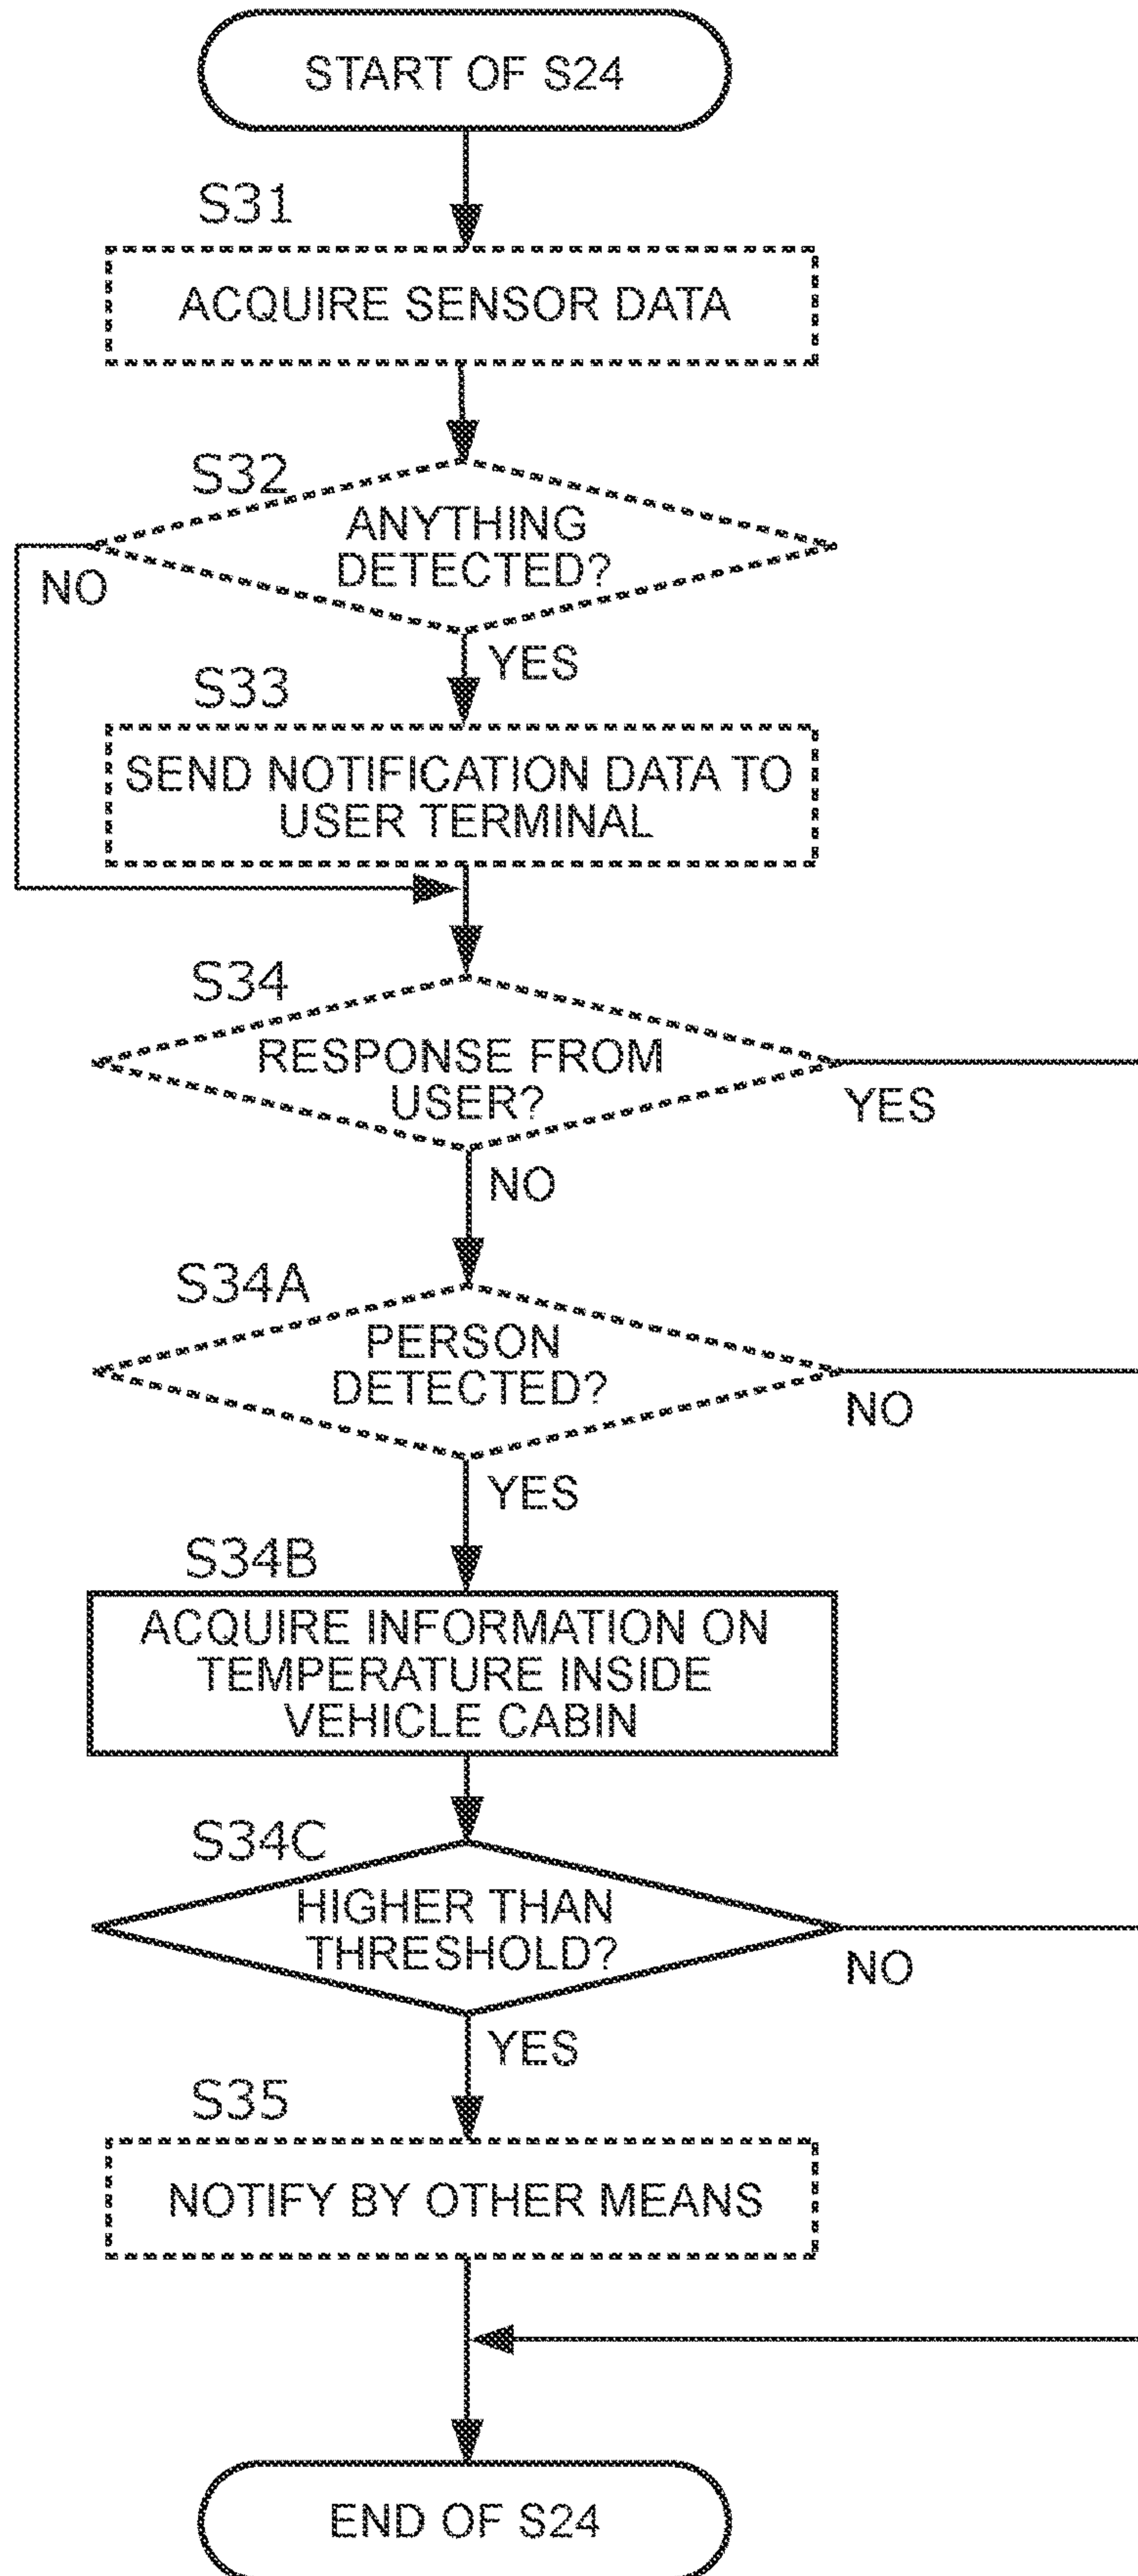 START OF S24
S31
ACQUIRE SENSOR DATA
S32
ANYTHING
DETECTED?
NO
YES
S33
SEND NOTIFICATION DATA TO
USER TERMINAL
S34
RESPONSE FROM
USER?
YES
NO
S34A
PERSON
DETECTED?
NO
YES
S34B
ACQUIRE INFORMATION ON
TEMPERATURE INSIDE
VEHICLE CABIN
S34C
HIGHER THAN
THRESHOLD?
NO
YES
S35
NOTIFY BY OTHER MEANS
END OF S24